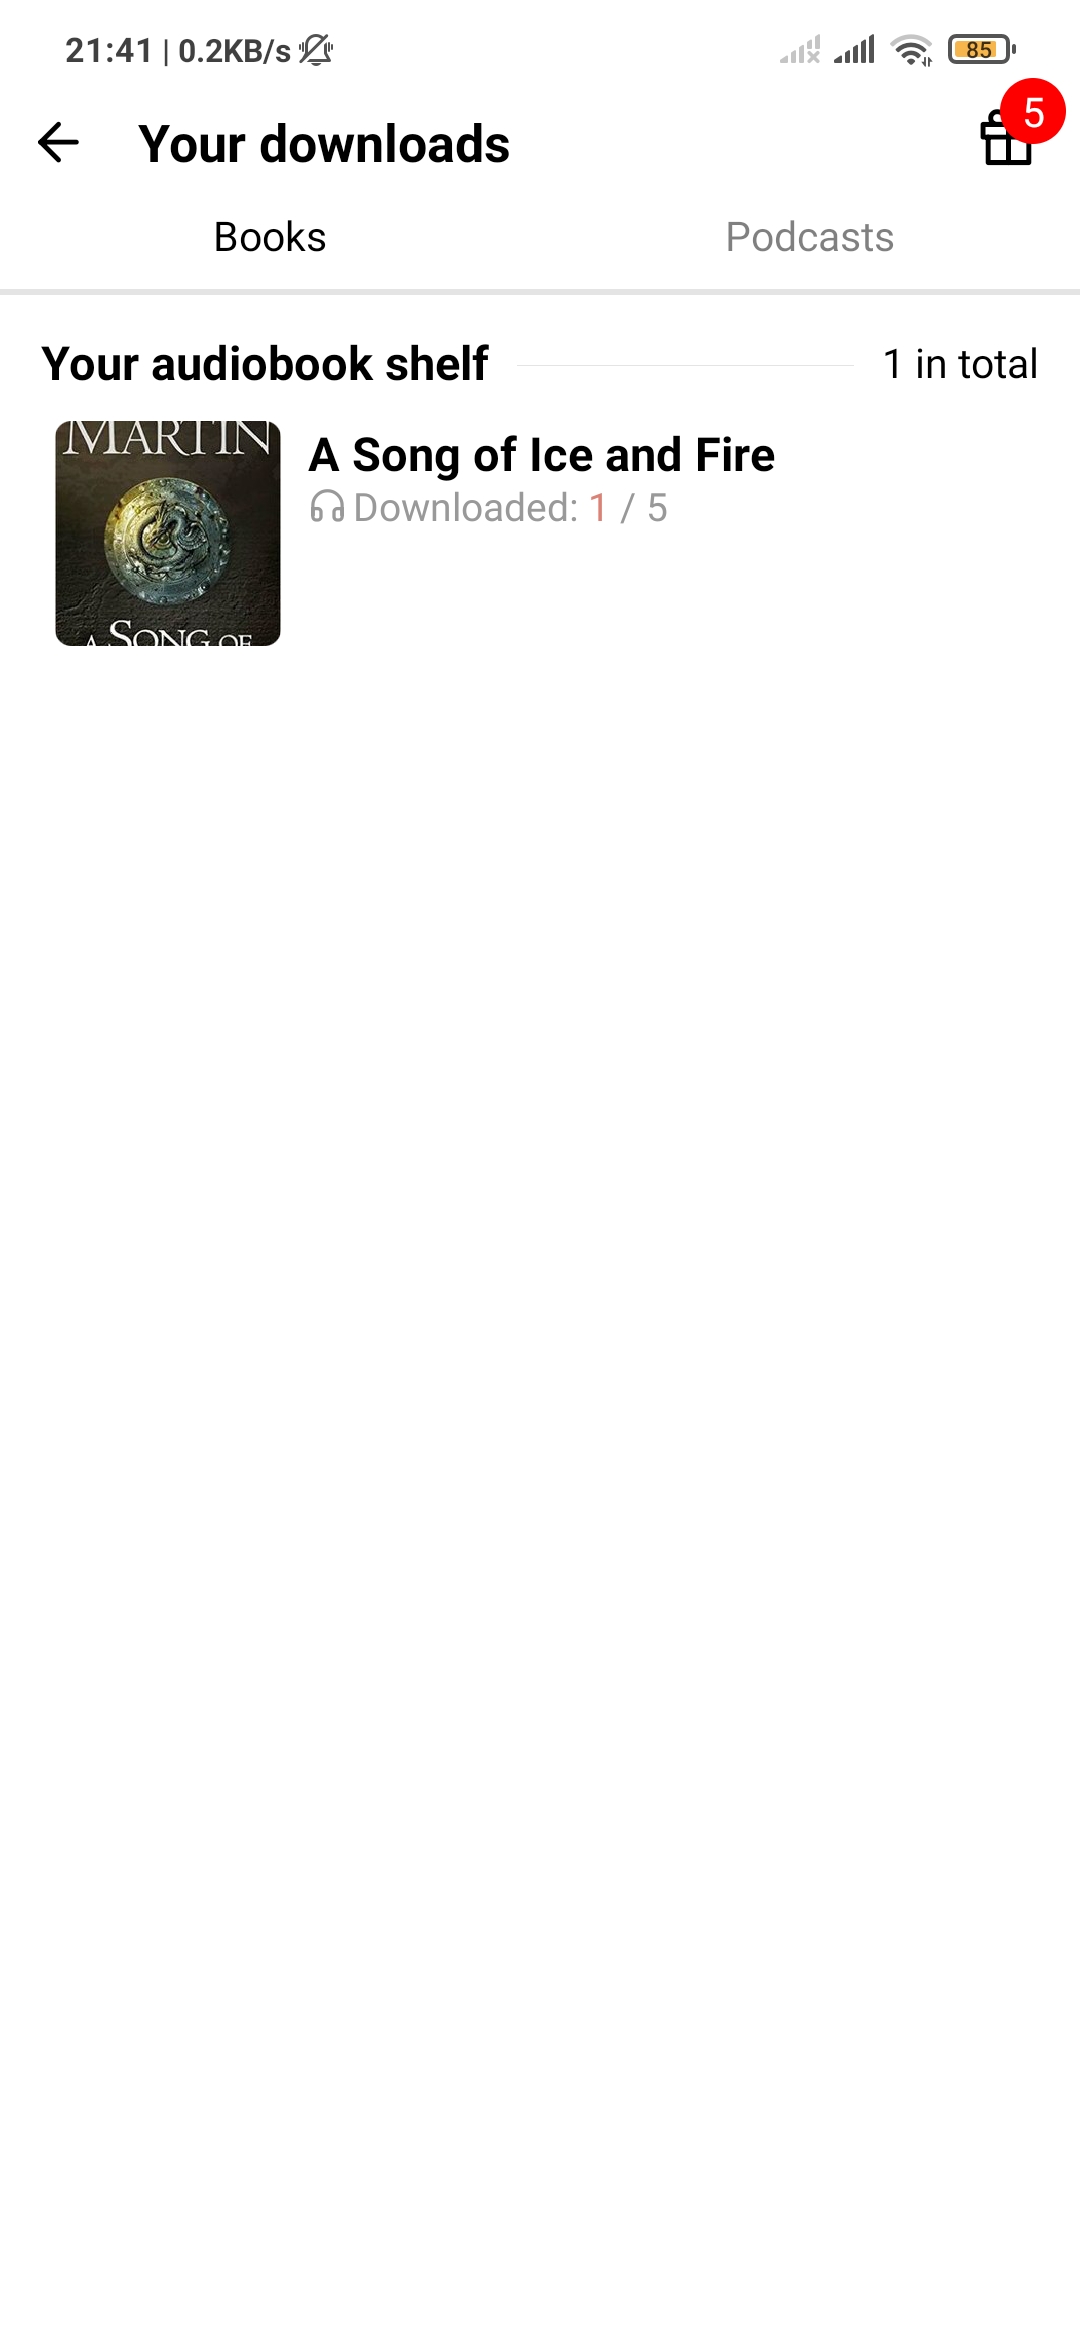 21:41 | 0.2KB/s
85
5
Your downloads
Books
Podcasts
Your audiobook shelf
1 in total
MARTIN
A SONG OF
A Song of Ice and Fire
Downloaded: 1 / 5